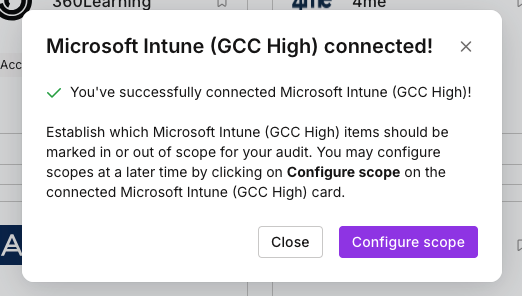 360Learning
4me
4me
Microsoft Intune (GCC High) connected!
Acc
You've successfully connected Microsoft Intune (GCC High)!
Establish which Microsoft Intune (GCC High) items should be
marked in or out of scope for your audit. You may configure
scopes at a later time by clicking on Configure scope on the
connected Microsoft Intune (GCC High) card.
A
Close
Configure scope